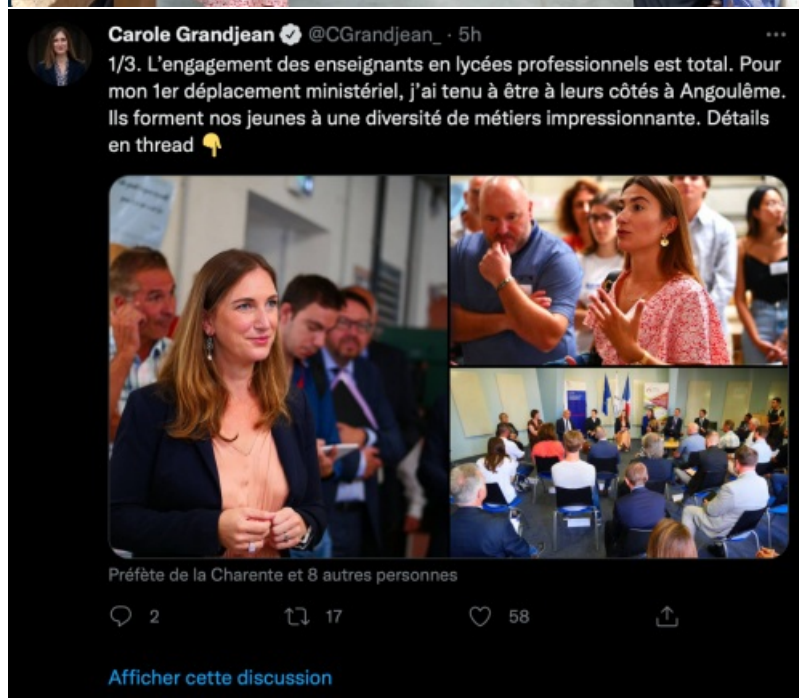 Carole Grandjean @CGrandjean_ · 5h
1/3. L'engagement des enseignants en lycées professionnels est total. Pour
mon 1er déplacement ministériel, j'ai tenu à être à leurs côtés à Angoulême.
Ils forment nos jeunes à une diversité de métiers impressionnante. Détails
en thread 👇
Préfète de la Charente et 8 autres personnes
2 17 58
Afficher cette discussion